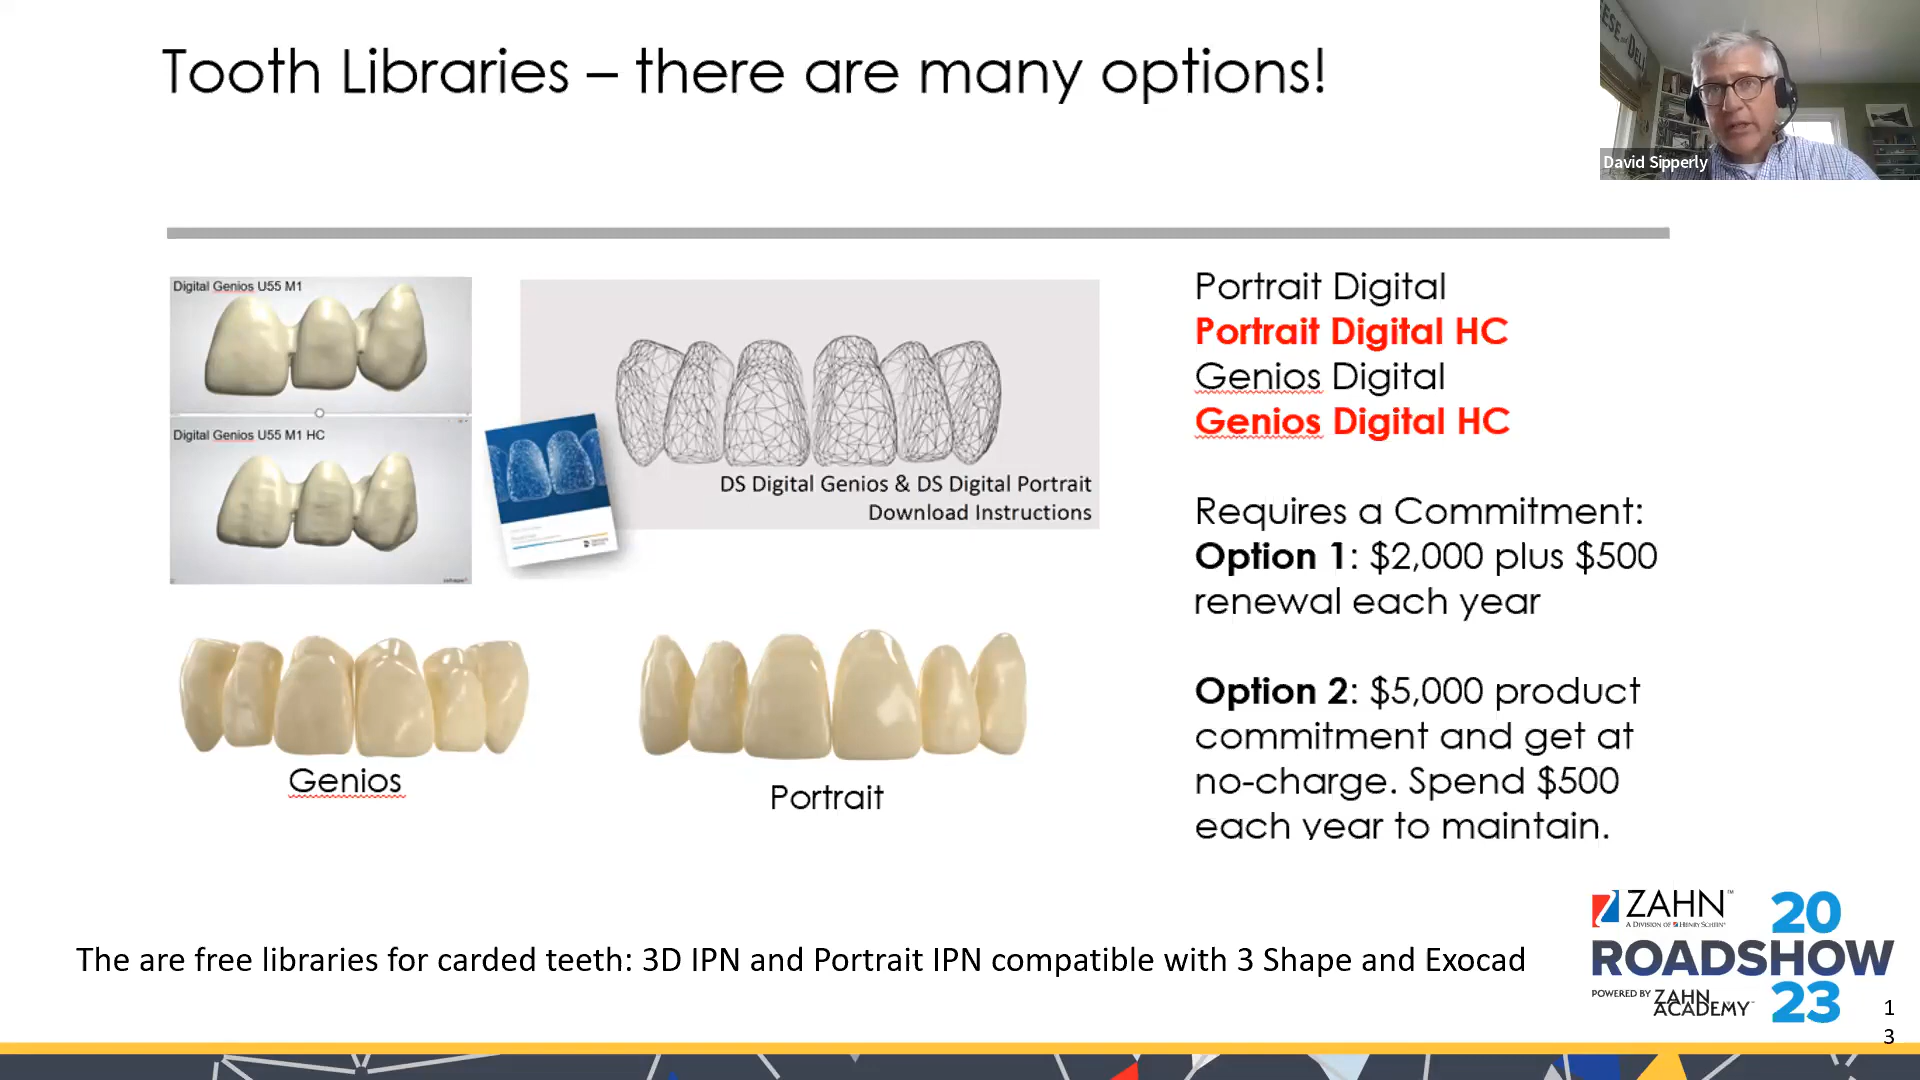 Tooth Libraries – there are many options!
David Sipperly
Digital Genios U55 M1
Digital Genios U55 M1 HC
DS Digital Genios & DS Digital Portrait
Download Instructions
Genios
Portrait
Portrait Digital
Portrait Digital HC
Genios Digital
Genios Digital HC
Requires a Commitment:
Option 1: $2,000 plus $500
renewal each year
Option 2: $5,000 product
commitment and get at
no-charge. Spend $500
each year to maintain.
The are free libraries for carded teeth: 3D IPN and Portrait IPN compatible with 3 Shape and Exocad
ZAHN™
A DIVISION OF HENRY SCHEIN®
20
ROADSHOW
POWERED BY ZAHN ACADEMY
23
1
3